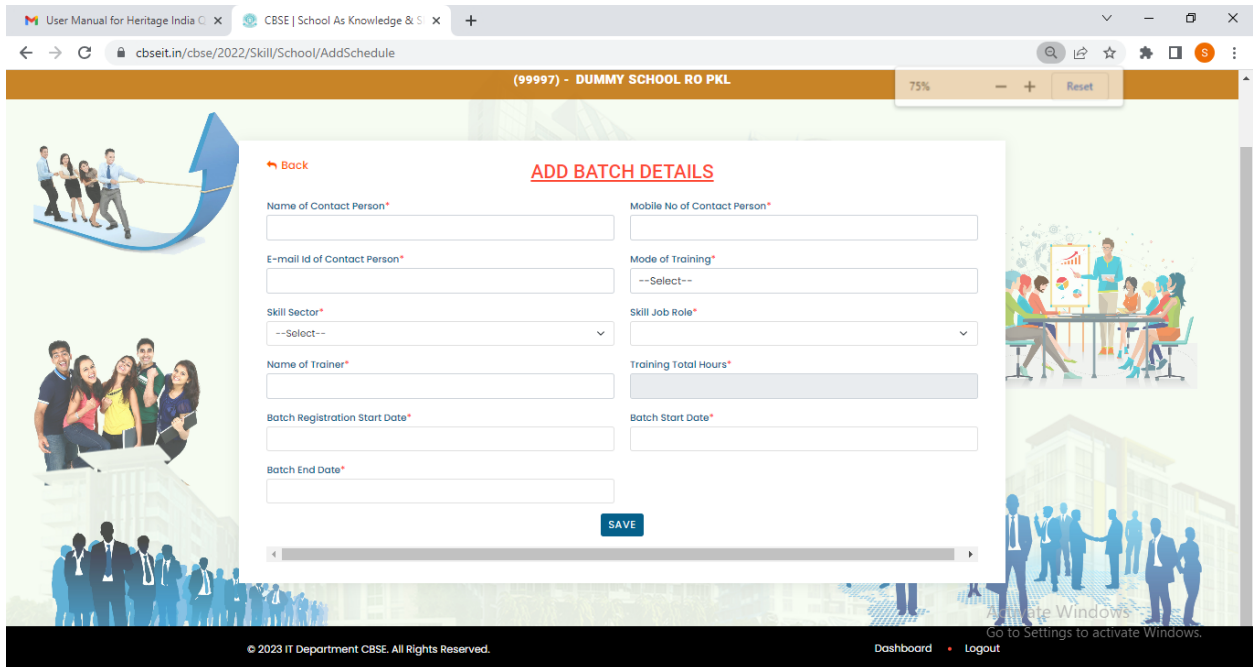 User Manual for Heritage India Q
CBSE | School As Knowledge & S
cbseit.in/cbse/2022/Skill/School/AddSchedule
S
(99997) - DUMMY SCHOOL RO PKL
75%
Reset
Back
ADD BATCH DETAILS
Name of Contact Person*
Mobile No of Contact Person*
E-mail Id of Contact Person*
Mode of Training*
--Select--
Skill Sector*
Skill Job Role*
--Select--
Name of Trainer*
Training Total Hours*
Batch Registration Start Date*
Batch Start Date*
Batch End Date*
SAVE
Activate Windows
Go to Settings to activate Windows.
© 2023 IT Department CBSE. All Rights Reserved.
Dashboard • Logout